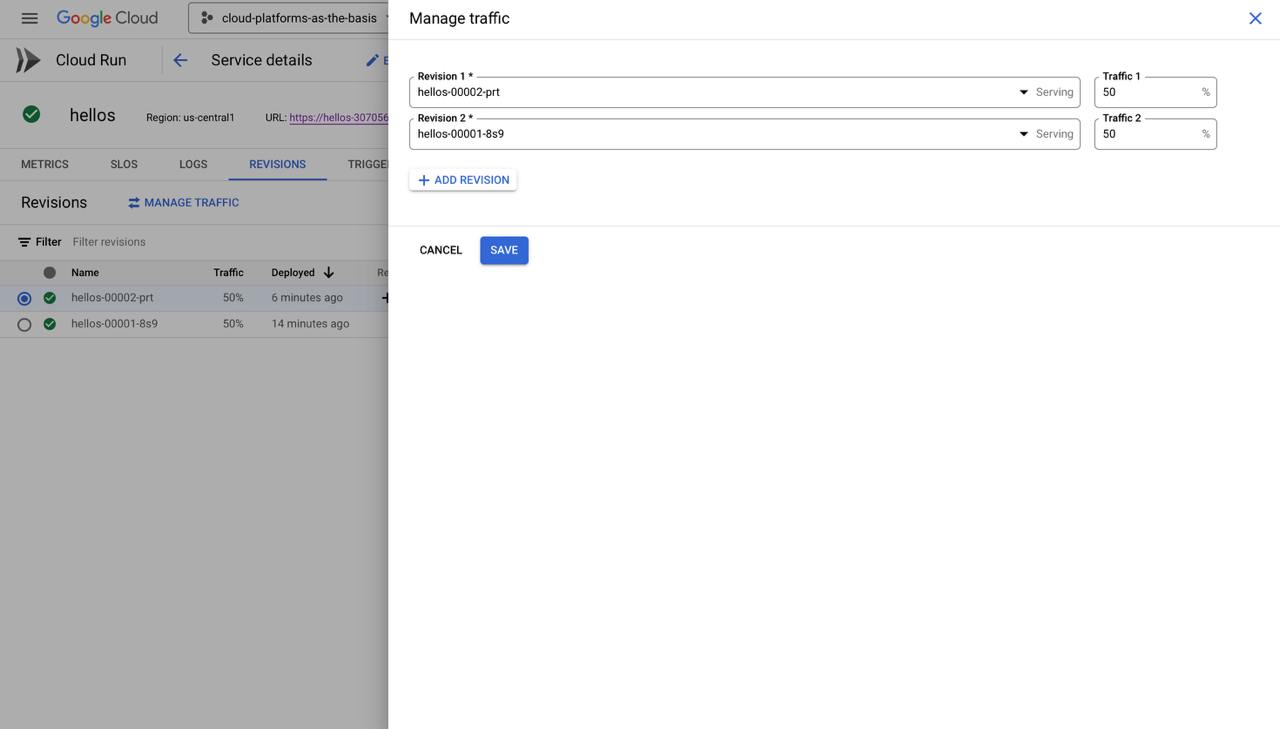 Google Cloud
cloud-platforms-as-the-basis
Manage traffic
Cloud Run
Service details
hellos
Region: us-central1
URL: https://hellos-307056
METRICS
SLOS
LOGS
REVISIONS
Revisions
MANAGE TRAFFIC
Filter
Filter revisions
Name
Traffic
Deployed
hellos-00002-prt
50%
6 minutes ago
hellos-00001-8s9
50%
14 minutes ago
Revision 1 *
hellos-00002-prt
Serving
Traffic 1
50
%
Revision 2 *
hellos-00001-8s9
Serving
Traffic 2
50
%
ADD REVISION
CANCEL
SAVE